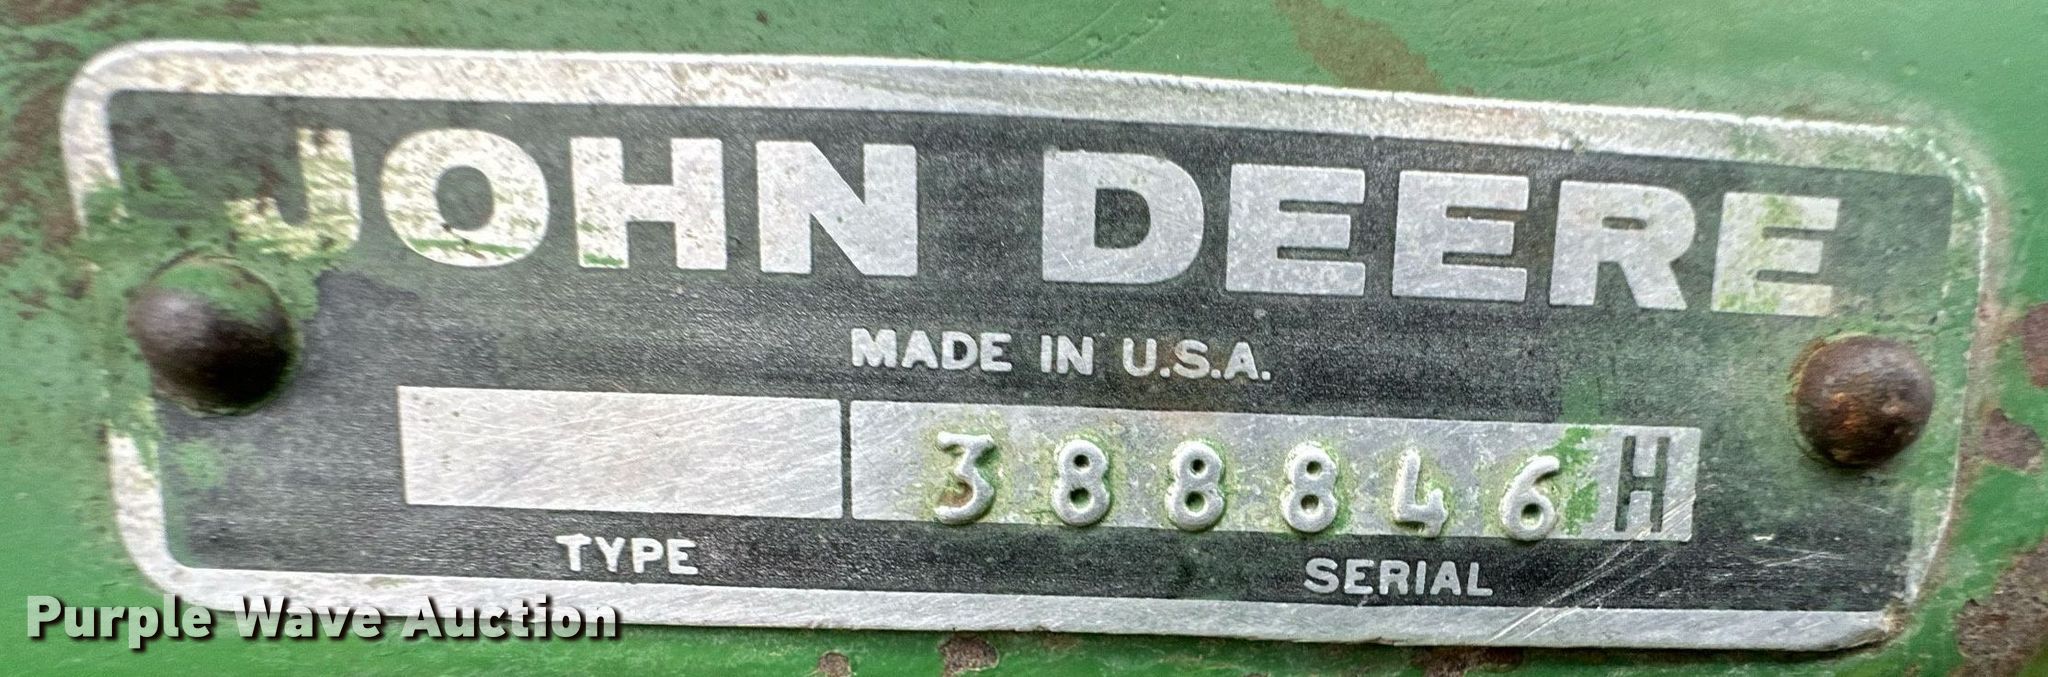 JOHN DEERE
MADE IN U.S.A.
388846H
TYPE SERIAL
Purple Wave Auction